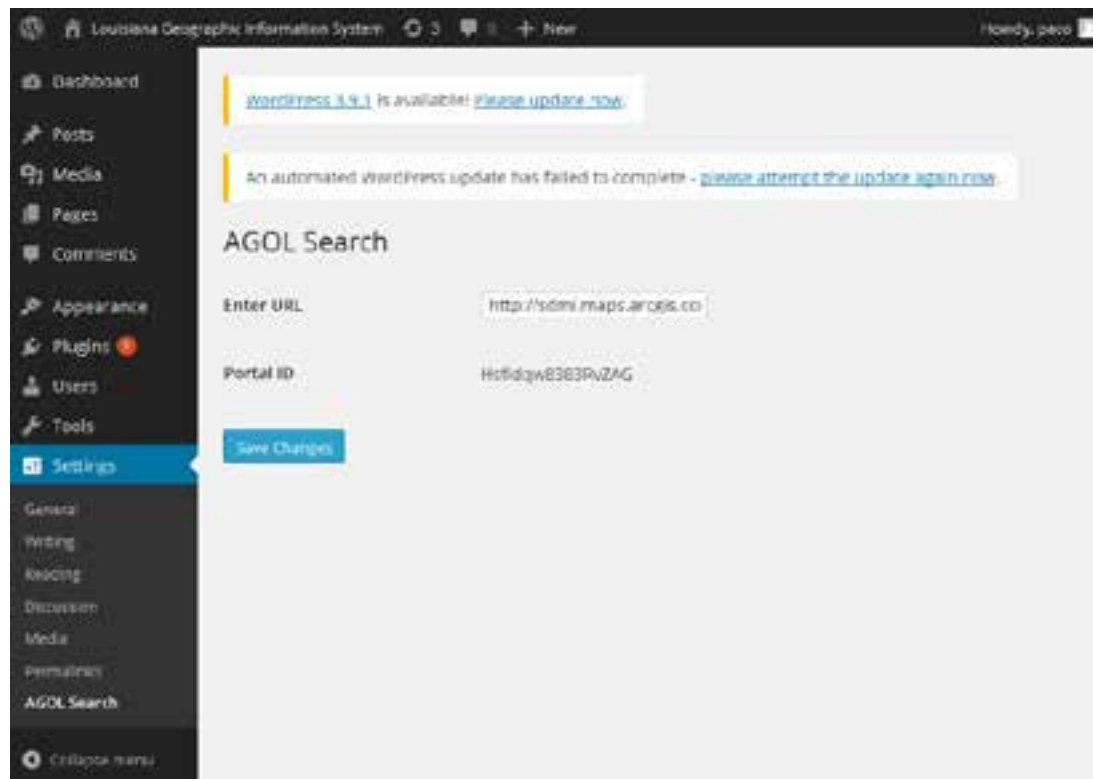 Louisiana Geographic Information System 3 New
Howdy, paco
Dashboard
Posts
Media
Pages
Comments
Appearance
Plugins
Users
Tools
Settings
General
Writing
Reading
Discussion
Media
Permalinks
AGOL Search
Collapse menu
WordPress 3.9.1 is available! Please update now.
An automated WordPress update has failed to complete - please attempt the update again now.
AGOL Search
Enter URL http://sdmi.maps.arcgis.co
Portal ID
Save Changes